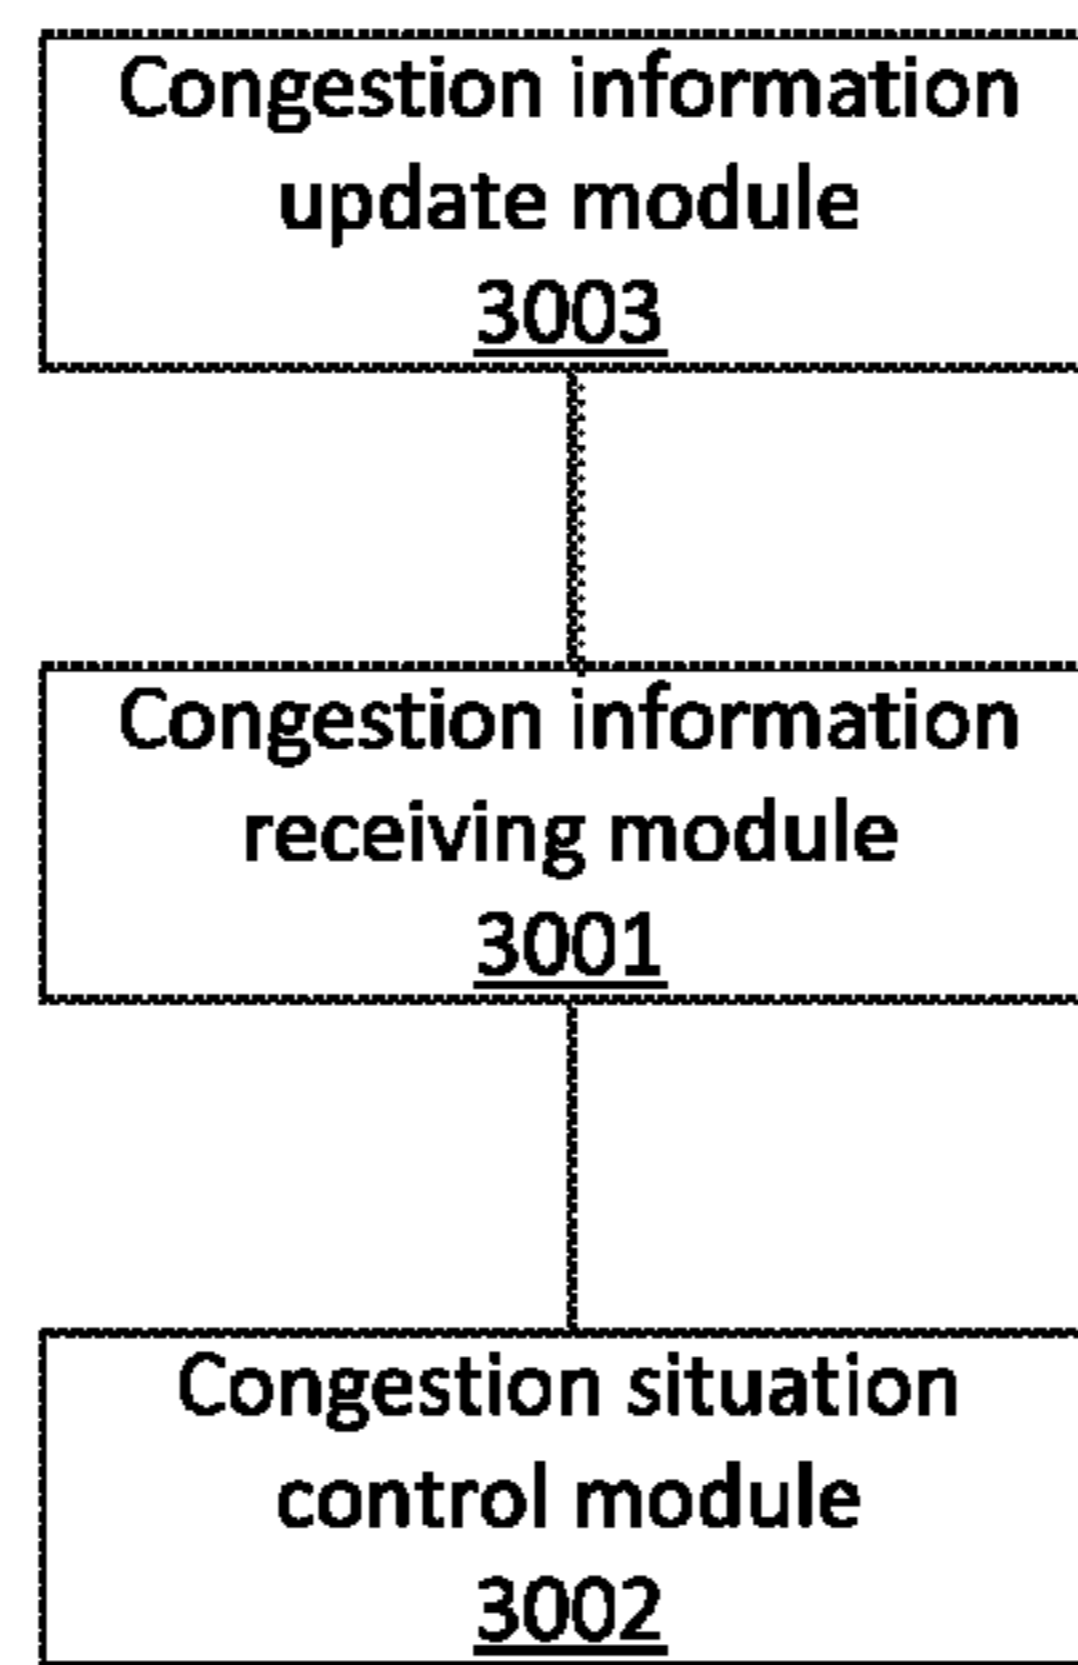 Congestion information
update module
3003
Congestion information
receiving module
3001
Congestion situation
control module
3002